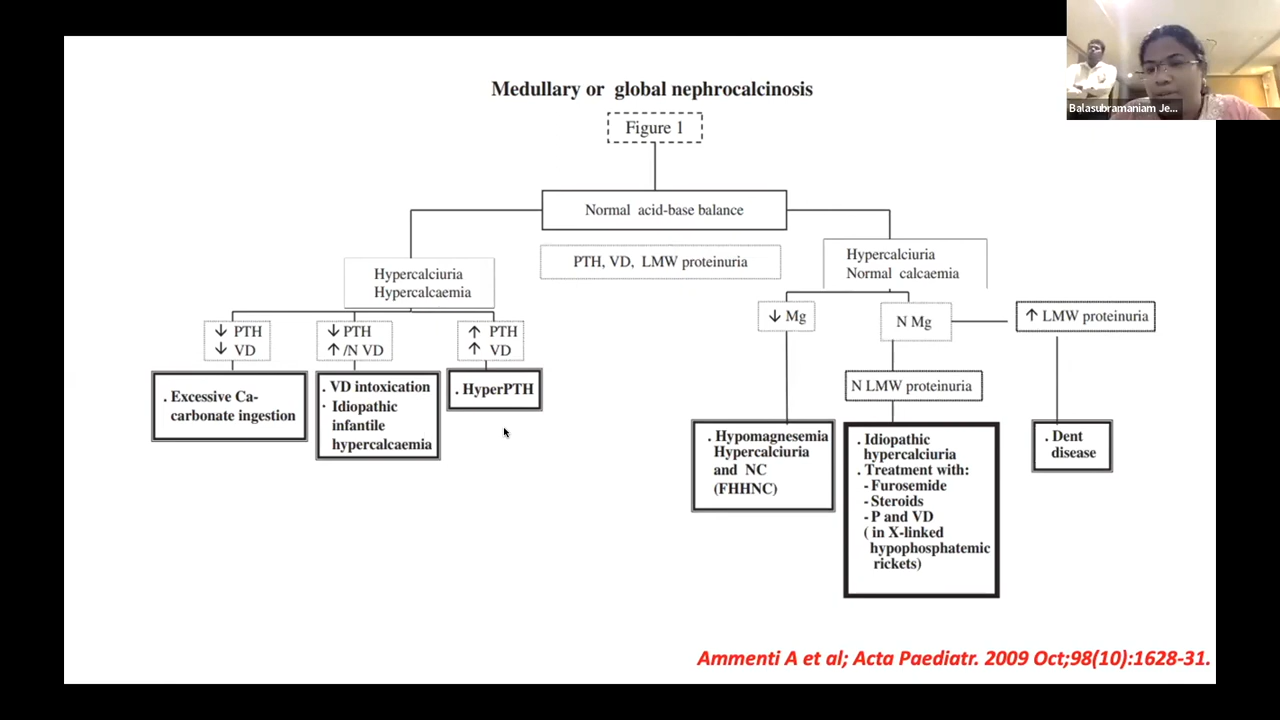 Balasubramaniam Je...
Medullary or global nephrocalcinosis
Figure 1
Normal acid-base balance
PTH, VD, LMW proteinuria
Hypercalciuria
Hypercalcaemia
Hypercalciuria
Normal calcaemia
↓ PTH
↓ VD
↓ PTH
↑ /N VD
↑ PTH
↑ VD
↓ Mg
N Mg
↑ LMW proteinuria
. Excessive Ca-
carbonate ingestion
. VD intoxication
· Idiopathic
infantile
hypercalcaemia
. HyperPTH
N LMW proteinuria
. Hypomagnesemia
Hypercalciuria
and NC
(FHHNC)
. Idiopathic
hypercalciuria
. Treatment with:
- Furosemide
- Steroids
- P and VD
( in X-linked
hypophosphatemic
rickets)
. Dent
disease
Ammenti A et al; Acta Paediatr. 2009 Oct;98(10):1628-31.